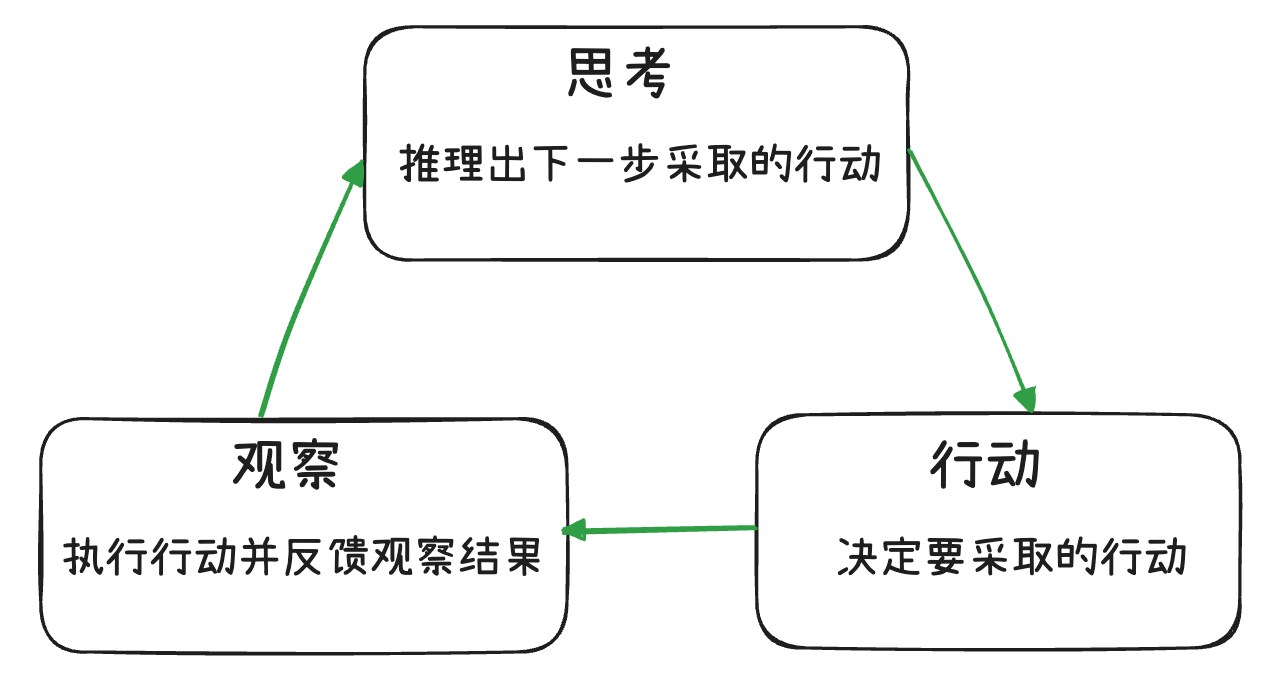 思考
推理出下一步采取的行动
观察
执行行动并反馈观察结果
行动
决定要采取的行动